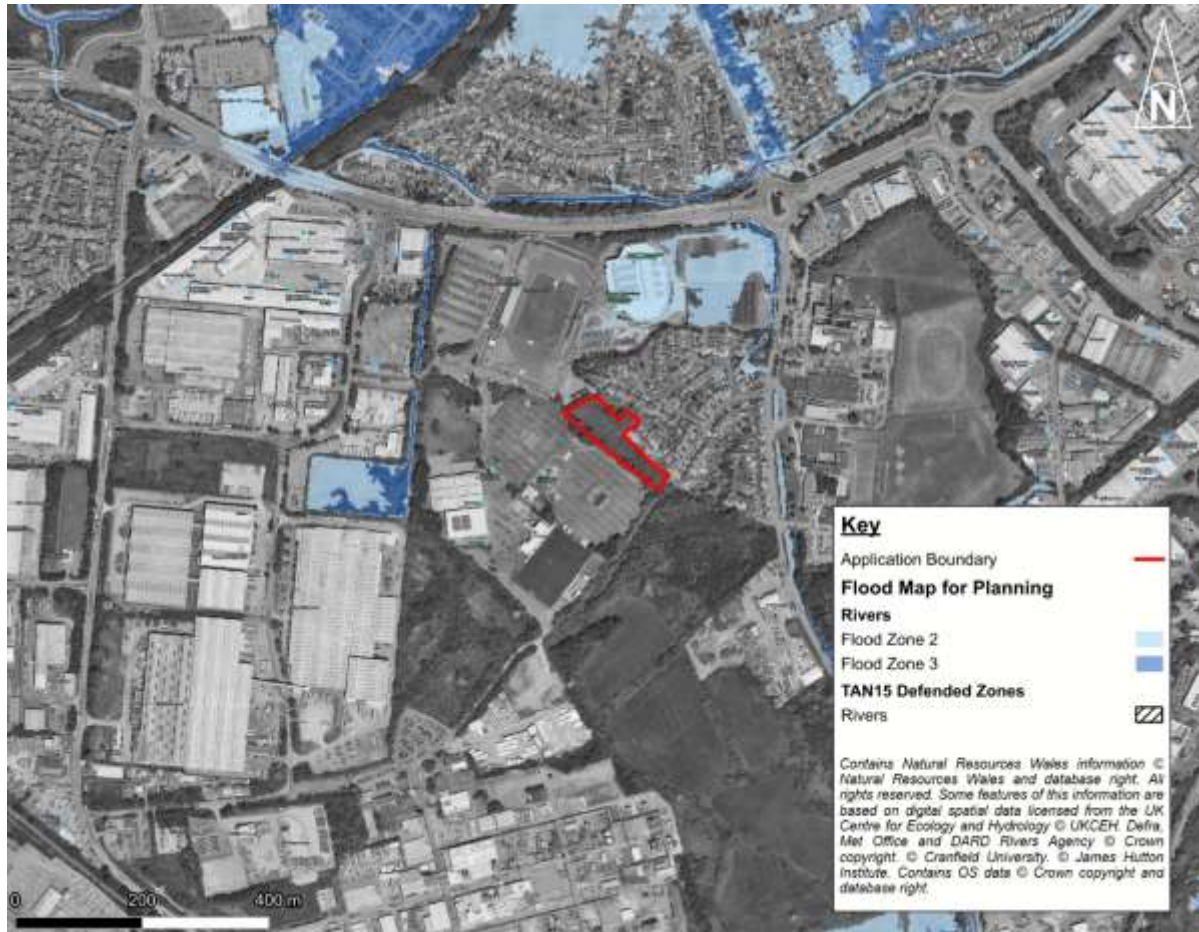 N
Key
Application Boundary
Flood Map for Planning
Rivers
Flood Zone 2
Flood Zone 3
TAN15 Defended Zones
Rivers
Contains Natural Resources Wales information ©
Natural Resources Wales and database right. All
rights reserved. Some features of this information are
based on digital spatial data licensed from the UK
Centre for Ecology and Hydrology © UKCEH. Defra,
Met Office and DARD Rivers Agency © Crown
copyright. © Cranfield University. © James Hutton
Institute. Contains OS data © Crown copyright and
database right.
0 200 400 m